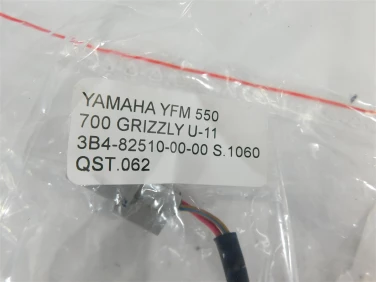 YAMAHA YFM 550
700 GRIZZLY U-11
3B4-82510-00-00 S.1060
QST.062